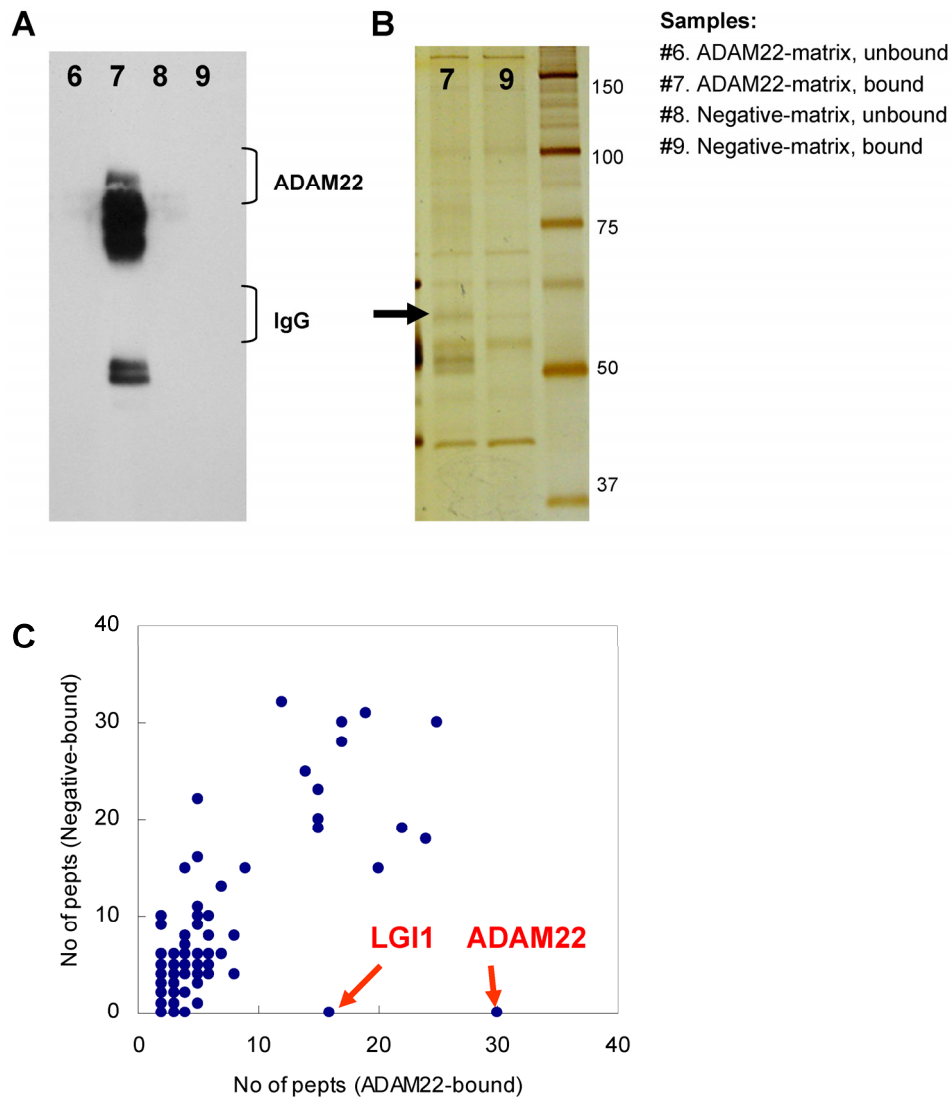 A
6 7 8 9
ADAM22
IgG
B
7 9
150
100
75
50
37
Samples:
#6. ADAM22-matrix, unbound
#7. ADAM22-matrix, bound
#8. Negative-matrix, unbound
#9. Negative-matrix, bound
C
No of pepts (Negative-bound)
40
30
20
10
0
LGI1 ADAM22
0 10 20 30 40
No of pepts (ADAM22-bound)